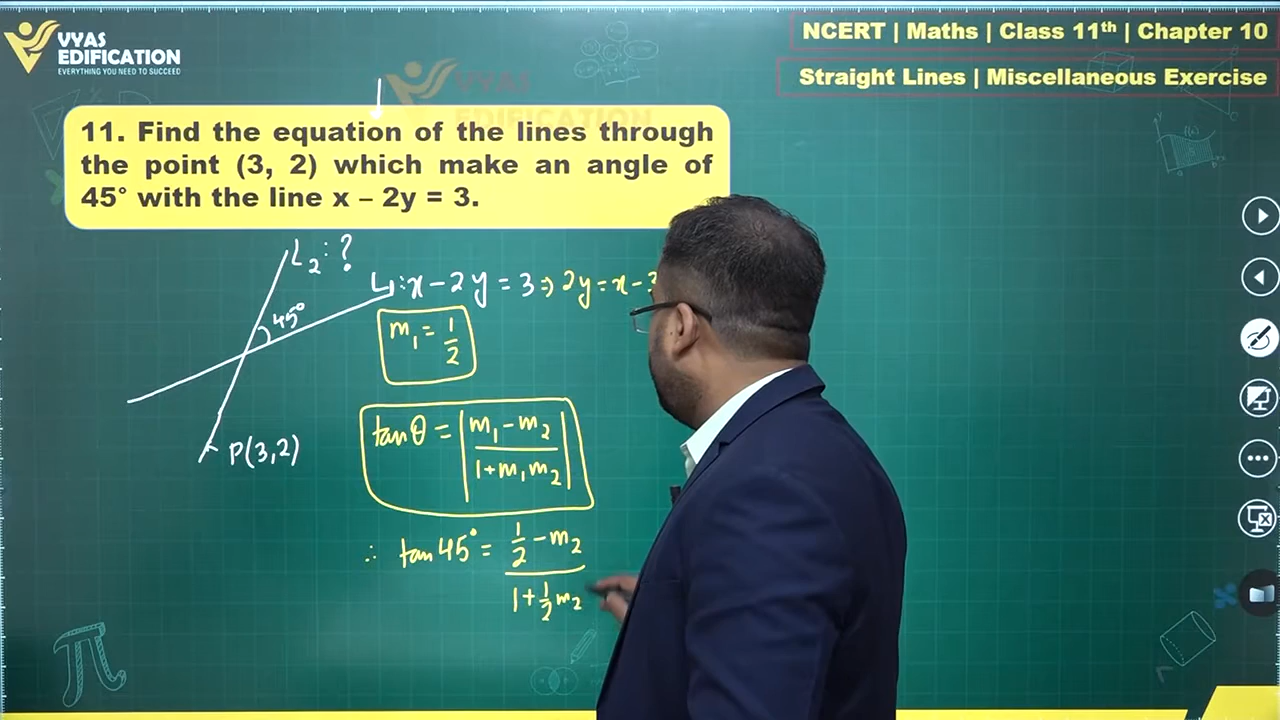 VYAS
EDIFICATION
EVERYTHING YOU NEED TO SUCCEED
NCERT | Maths | Class 11th | Chapter 10
Straight Lines | Miscellaneous Exercise
VYAS
EDIFICATION
11. Find the equation of the lines through
the point (3, 2) which make an angle of
45° with the line x – 2y = 3.
L₂ : ?
L₁ : x – 2y = 3 ⇒ 2y = x – 3
45°
m₁ = 1/2
tanθ = |(m₁ – m₂)/(1 + m₁m₂)|
P(3,2)
∴ tan 45° = (1/2 – m₂)/(1 + 1/2 m₂)
π